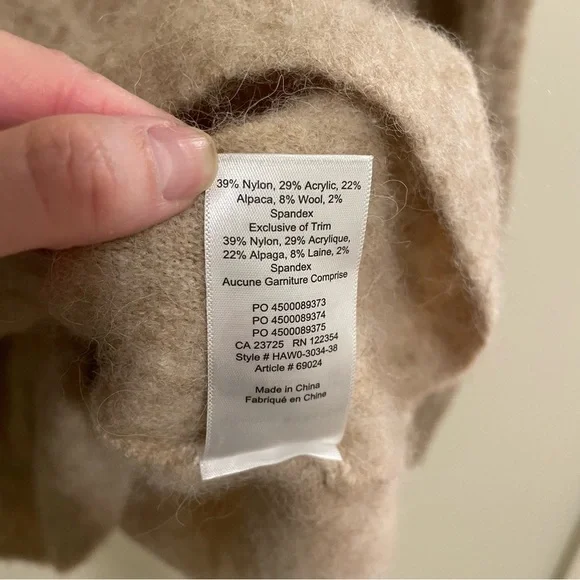 39% Nylon, 29% Acrylic, 22%
Alpaca, 8% Wool, 2%
Spandex
Exclusive of Trim
39% Nylon, 29% Acrylique,
22% Alpaga, 8% Laine, 2%
Spandex
Aucune Garniture Comprise
PO 4500089373
PO 4500089374
PO 4500089375
CA 23725 RN 122354
Style # HAW0-3034-38
Article # 69024
Made in China
Fabriqué en Chine